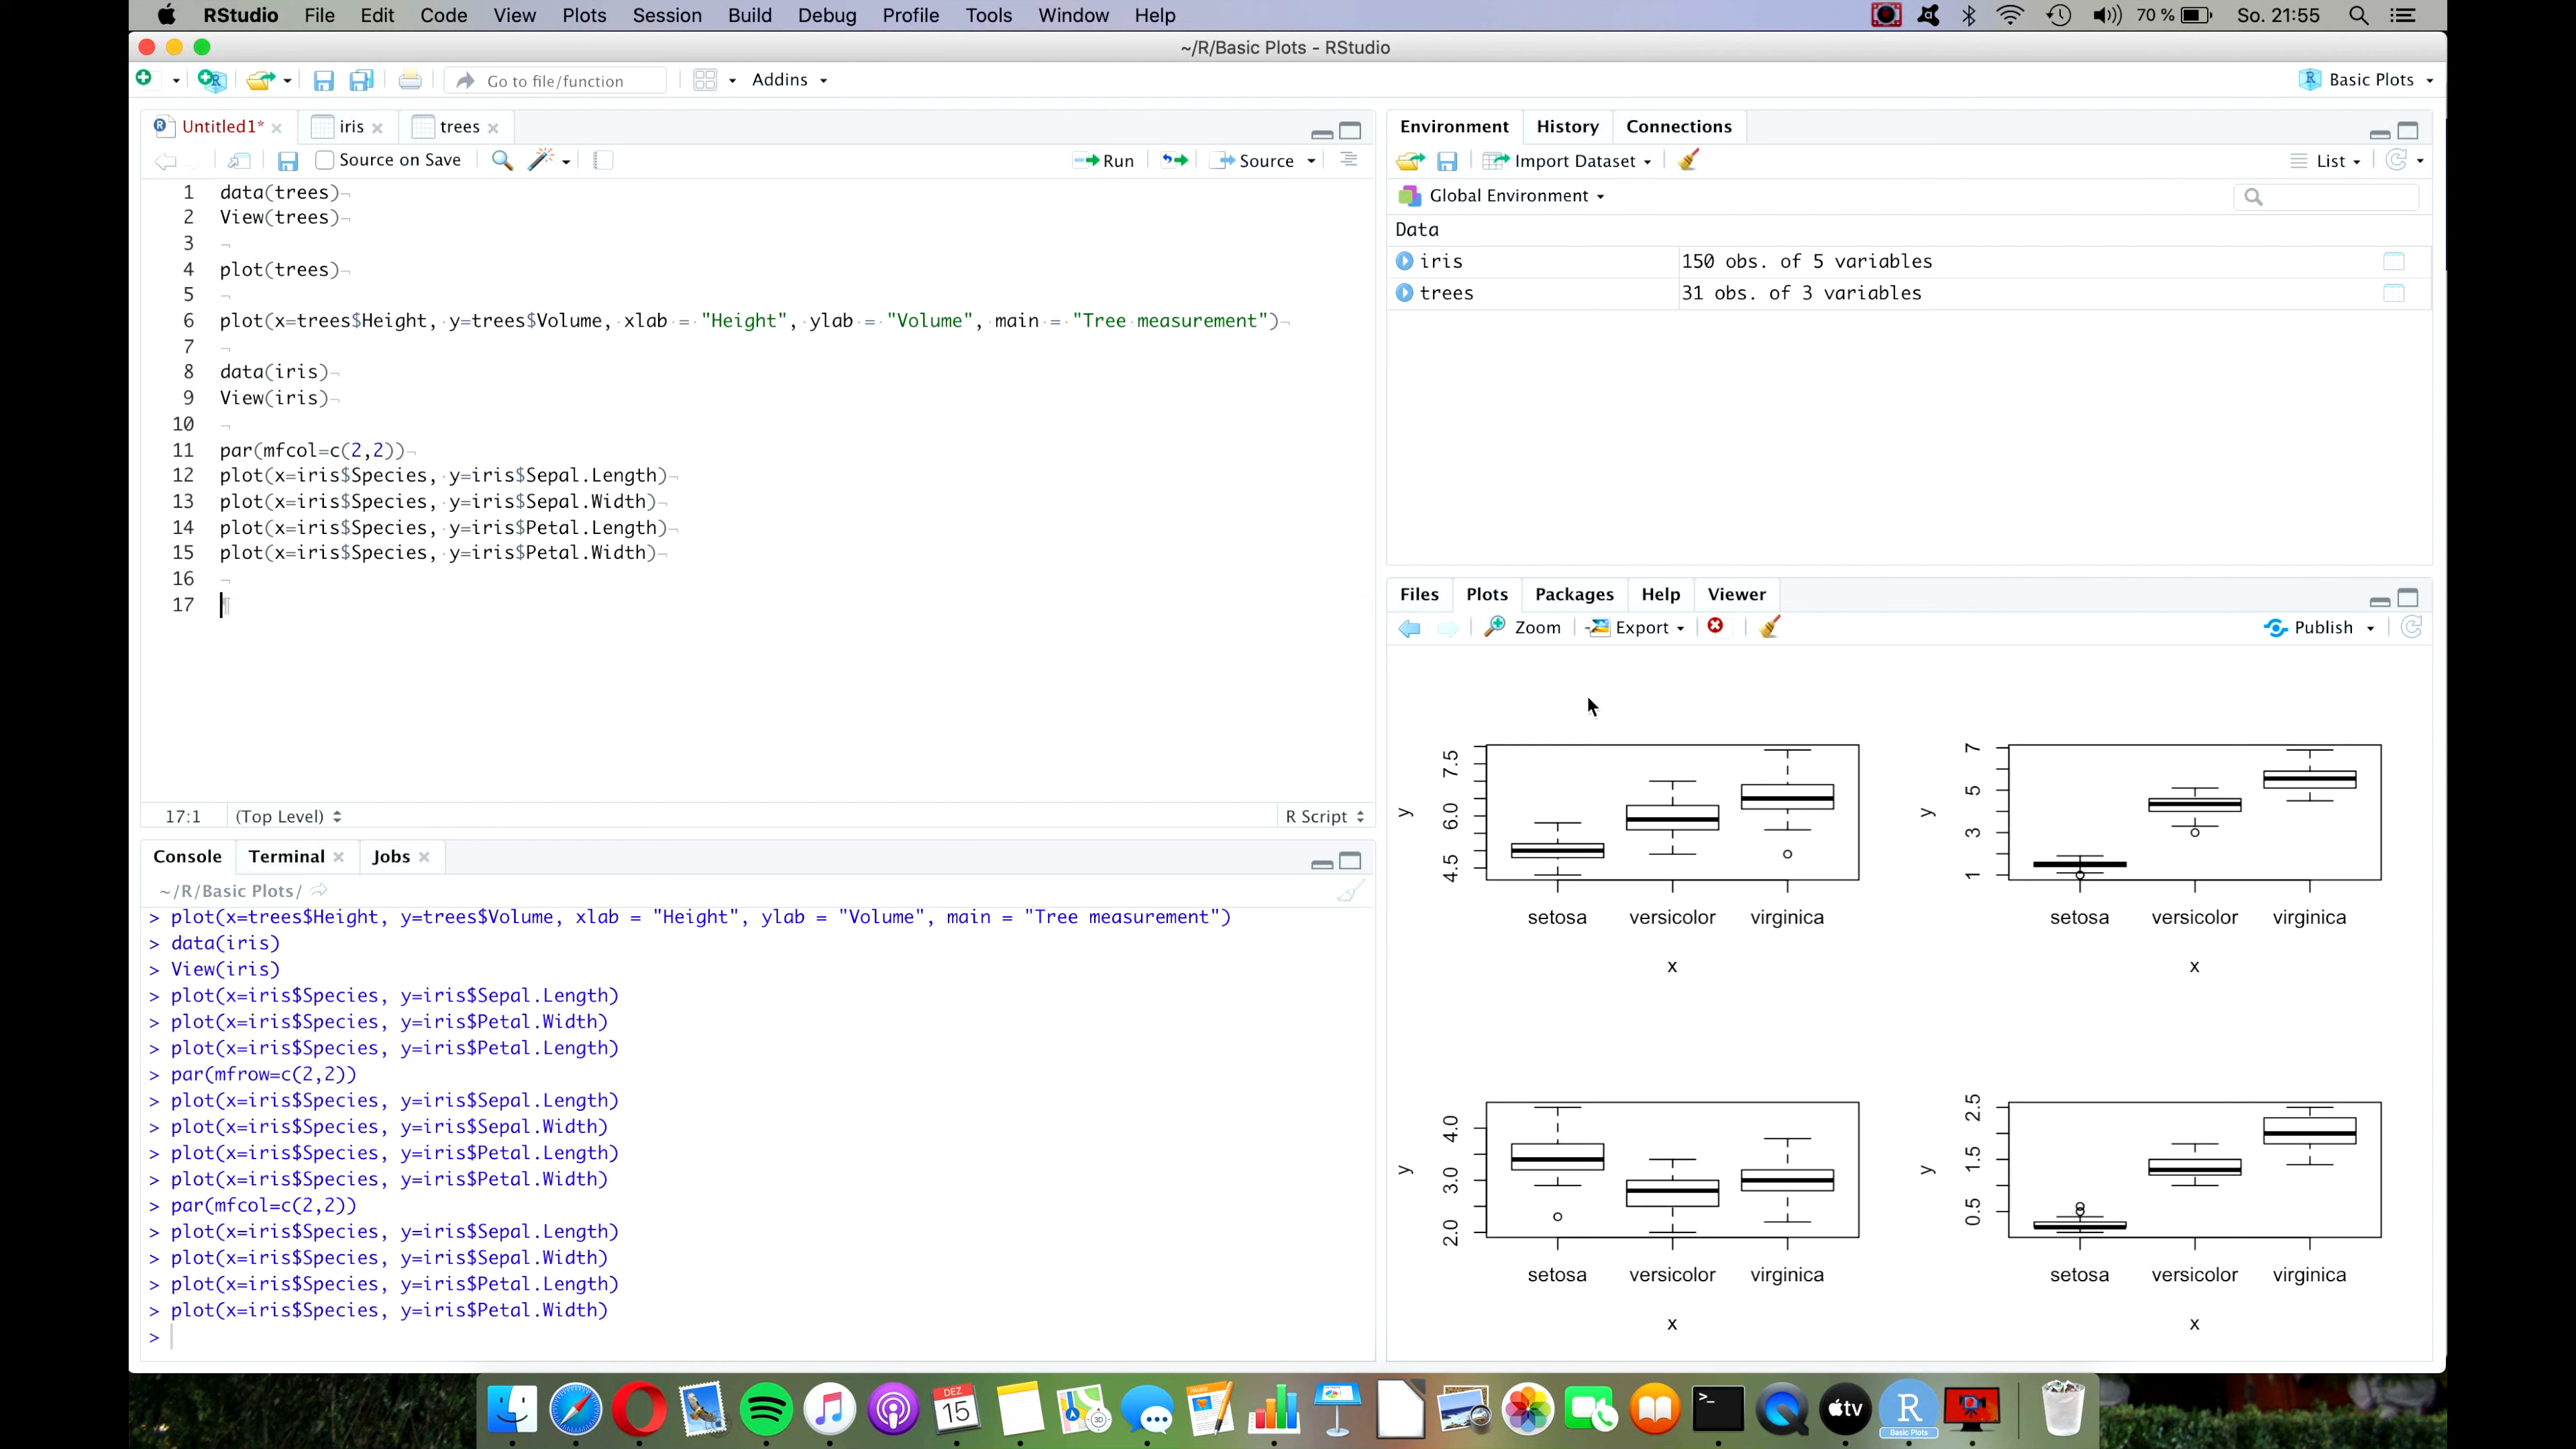 RStudio File Edit Code View Plots Session Build Debug Profile Tools Window Help 70 % So. 21:55
~/R/Basic Plots - RStudio
Go to file/function Addins Basic Plots
Untitled1* iris trees
Source on Save Run Source
1 data(trees)
2 View(trees)
3
4 plot(trees)
5
6 plot(x=trees$Height, y=trees$Volume, xlab = "Height", ylab = "Volume", main = "Tree measurement")
7
8 data(iris)
9 View(iris)
10
11 par(mfcol=c(2,2))
12 plot(x=iris$Species, y=iris$Sepal.Length)
13 plot(x=iris$Species, y=iris$Sepal.Width)
14 plot(x=iris$Species, y=iris$Petal.Length)
15 plot(x=iris$Species, y=iris$Petal.Width)
16
17
17:1 (Top Level) R Script
Console Terminal Jobs
~/R/Basic Plots/
> plot(x=trees$Height, y=trees$Volume, xlab = "Height", ylab = "Volume", main = "Tree measurement")
> data(iris)
> View(iris)
> plot(x=iris$Species, y=iris$Sepal.Length)
> plot(x=iris$Species, y=iris$Petal.Width)
> plot(x=iris$Species, y=iris$Petal.Length)
> par(mfrow=c(2,2))
> plot(x=iris$Species, y=iris$Sepal.Length)
> plot(x=iris$Species, y=iris$Sepal.Width)
> plot(x=iris$Species, y=iris$Petal.Length)
> plot(x=iris$Species, y=iris$Petal.Width)
> par(mfcol=c(2,2))
> plot(x=iris$Species, y=iris$Sepal.Length)
> plot(x=iris$Species, y=iris$Sepal.Width)
> plot(x=iris$Species, y=iris$Petal.Length)
> plot(x=iris$Species, y=iris$Petal.Width)
>
Environment History Connections
Import Dataset List
Global Environment
Data
iris 150 obs. of 5 variables
trees 31 obs. of 3 variables
Files Plots Packages Help Viewer
Zoom Export Publish
y 4.5 6.0 7.5
setosa versicolor virginica
x
y 1 3 5 7
setosa versicolor virginica
x
y 2.0 3.0 4.0
setosa versicolor virginica
x
y 0.5 1.5 2.5
setosa versicolor virginica
x
DEZ
15
3D
PAGES
>_
tv
R
Basic Plots